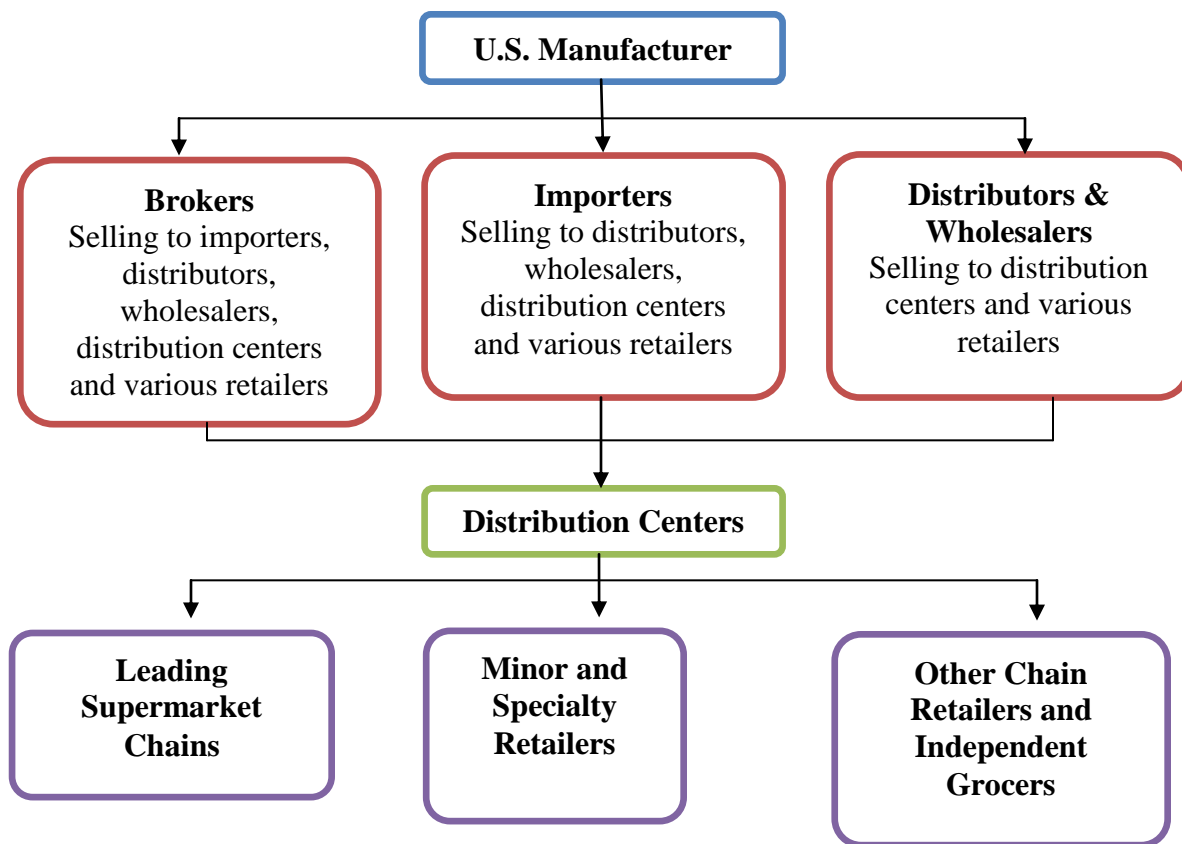 U.S. Manufacturer
Brokers
Selling to importers,
distributors,
wholesalers,
distribution centers
and various retailers
Importers
Selling to distributors,
wholesalers,
distribution centers
and various retailers
Distributors &
Wholesalers
Selling to distribution
centers and various
retailers
Distribution Centers
Leading
Supermarket
Chains
Minor and
Specialty
Retailers
Other Chain
Retailers and
Independent
Grocers